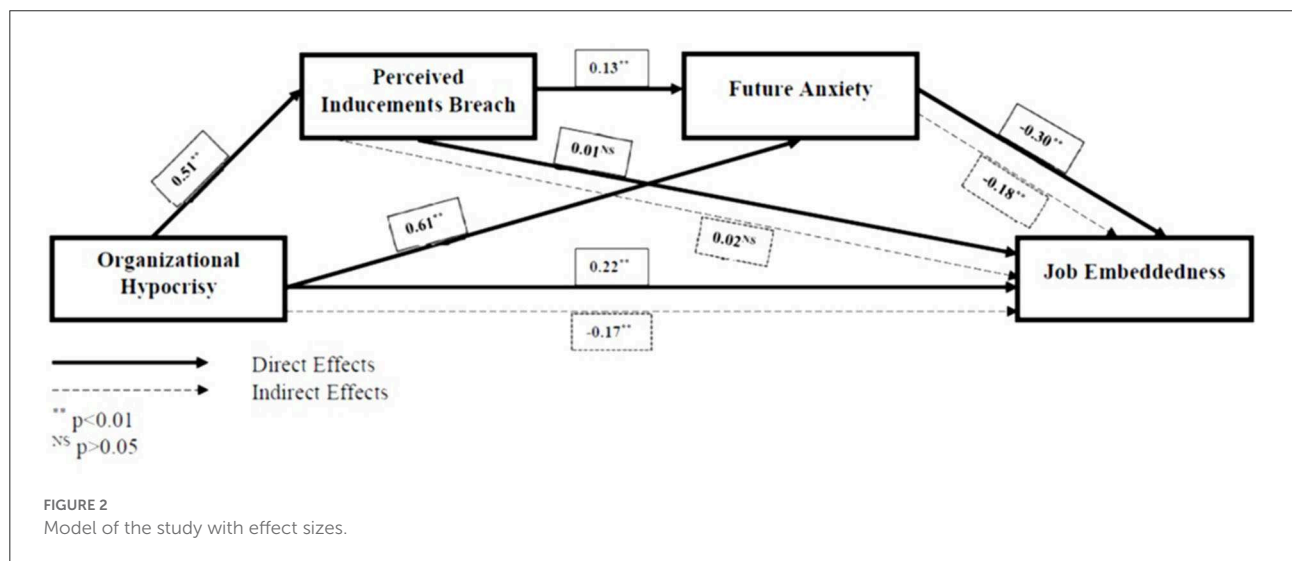 0.13**
Perceived
Inducements Breach
Future Anxiety
0.51**
0.01NS
-0.30**
-0.18**
0.61**
0.02NS
Organizational
Hypocrisy
0.22**
Job Embeddedness
-0.17**
Direct Effects
Indirect Effects
** p<0.01
NS p>0.05
FIGURE 2
Model of the study with effect sizes.